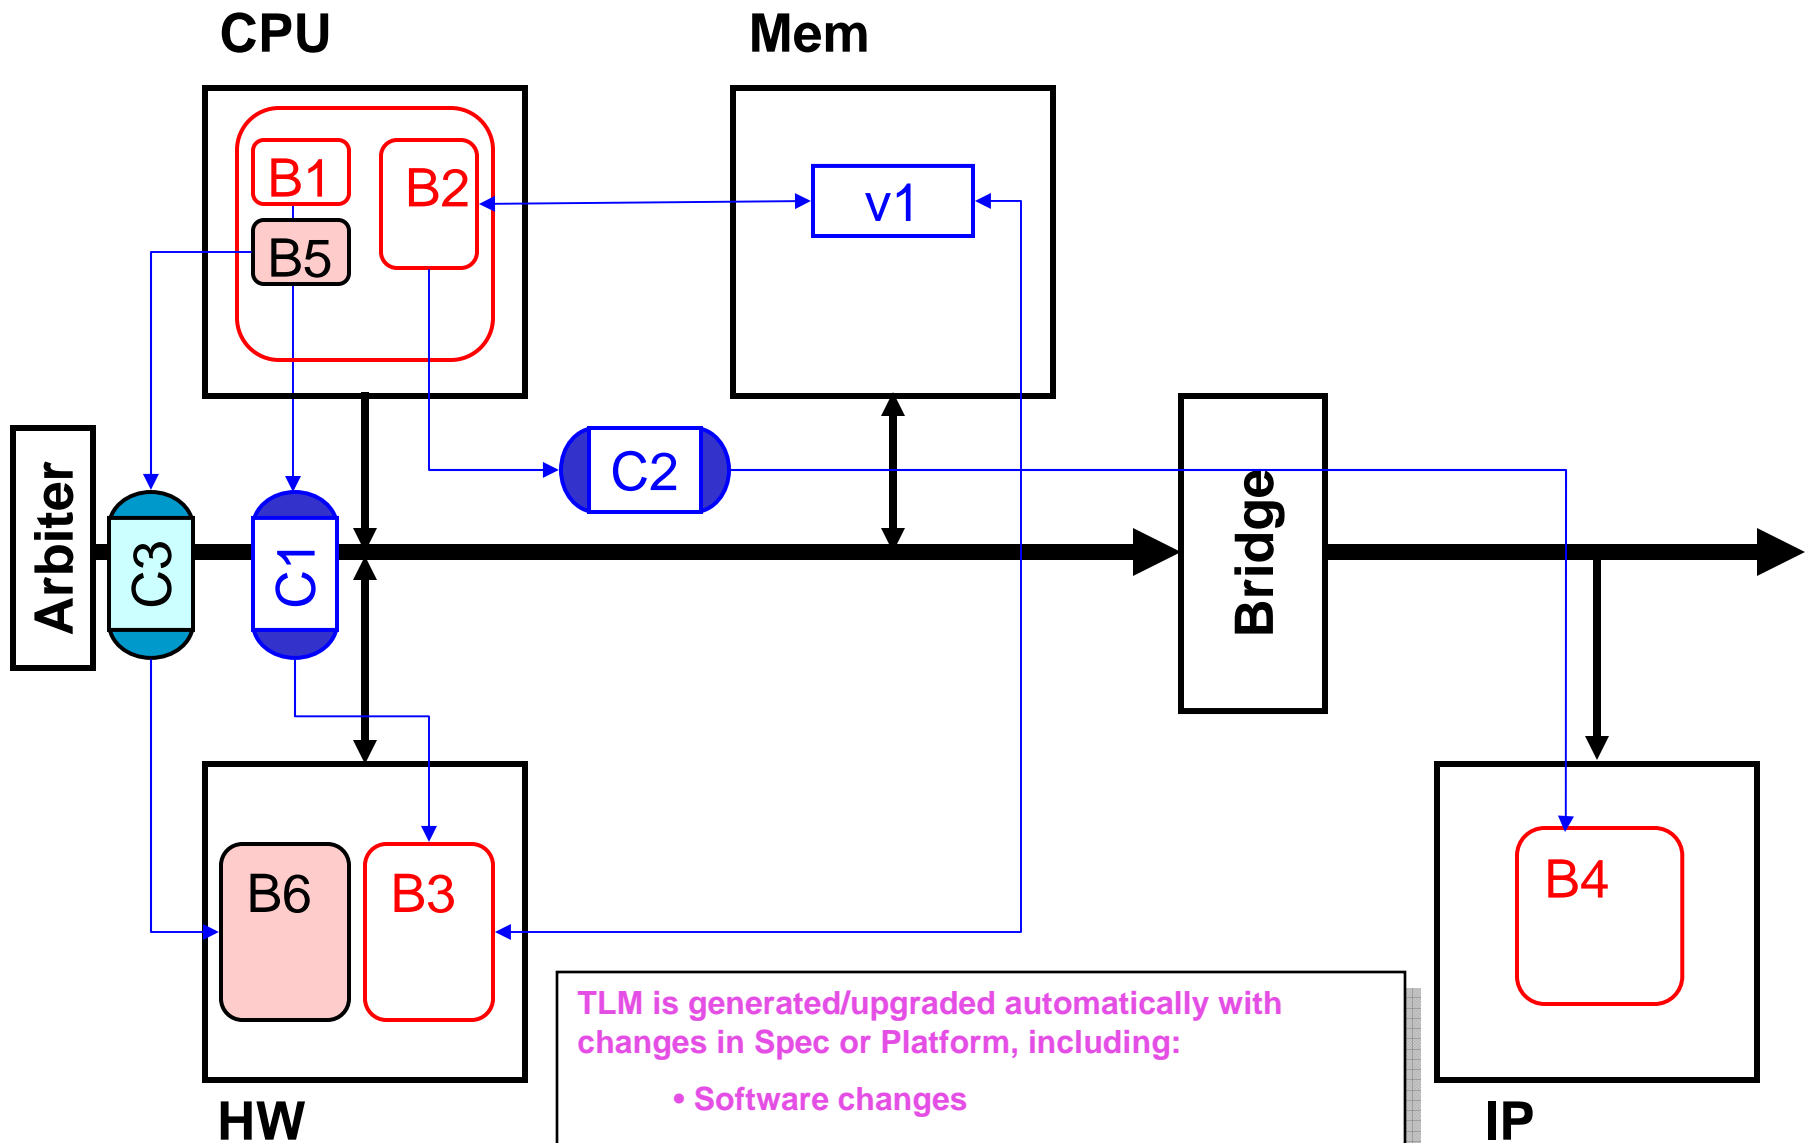 CPU
Mem
B1
B2
v1
B5
C2
Arbiter
C3
C1
Bridge
B6
B3
B4
TLM is generated/upgraded automatically with
changes in Spec or Platform, including:
• Software changes
HW
IP